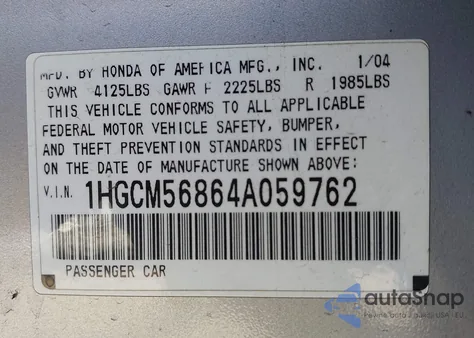 MFD. BY HONDA OF AMERICA MFG., INC. 1/04
GVWR 4125LBS GAWR F 2225LBS R 1985LBS
THIS VEHICLE CONFORMS TO ALL APPLICABLE
FEDERAL MOTOR VEHICLE SAFETY, BUMPER,
AND THEFT PREVENTION STANDARDS IN EFFECT
ON THE DATE OF MANUFACTURE SHOWN ABOVE:
V.I.N. 1HGCM56864A059762
PASSENGER CAR
autoSnap